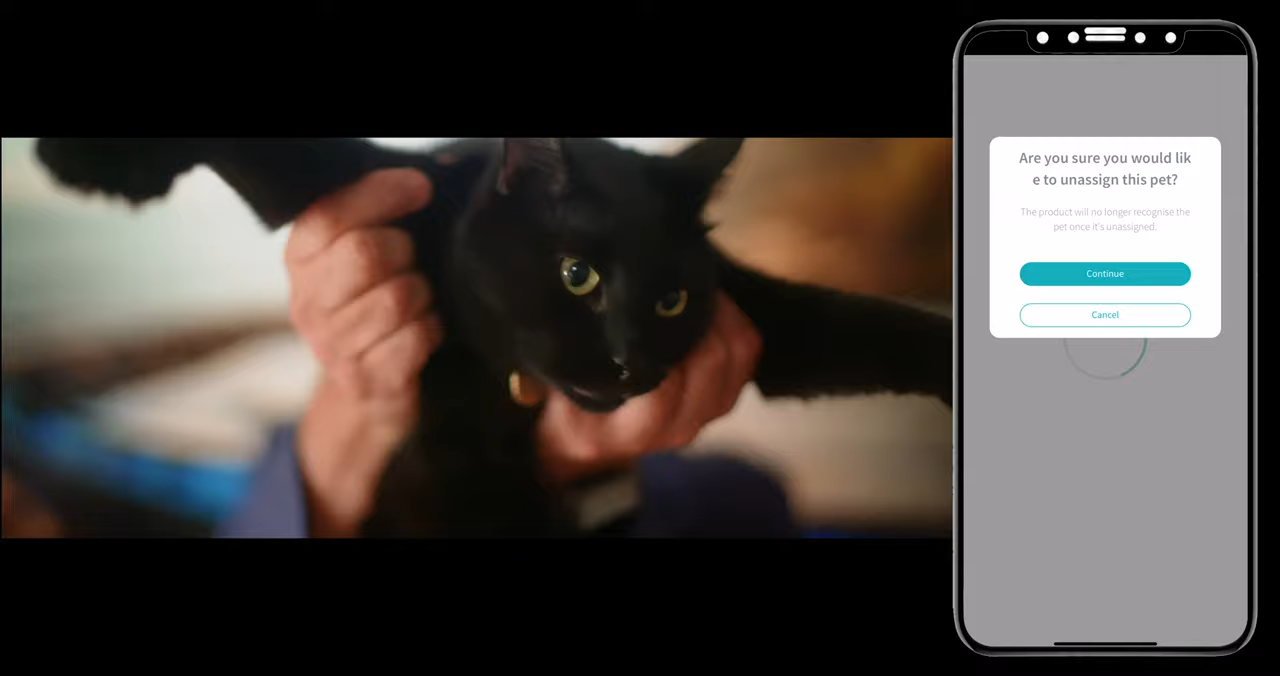 Are you sure you would lik
e to unassign this pet?
The product will no longer recognise the
pet once it's unassigned.
Continue
Cancel